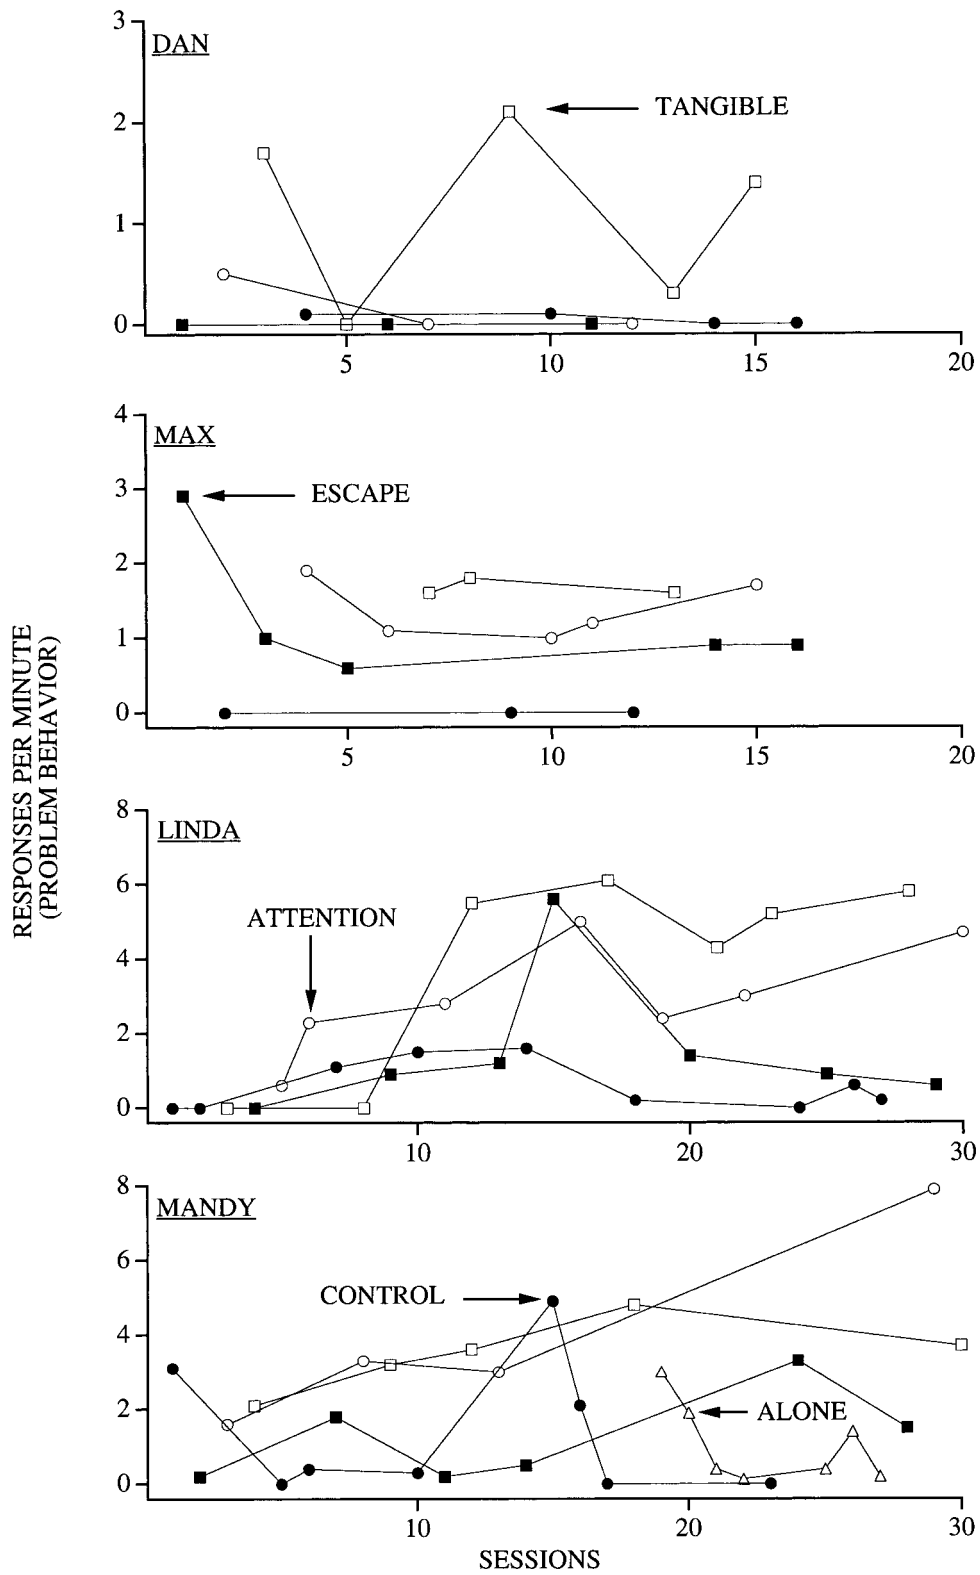 3
DAN
TANGIBLE
2
1
0
5
10
15
20
4
MAX
3
ESCAPE
2
1
0
5
10
15
20
RESPONSES PER MINUTE
(PROBLEM BEHAVIOR)
8
LINDA
6
ATTENTION
4
2
0
10
20
30
8
MANDY
6
CONTROL
4
2
ALONE
0
10
20
30
SESSIONS